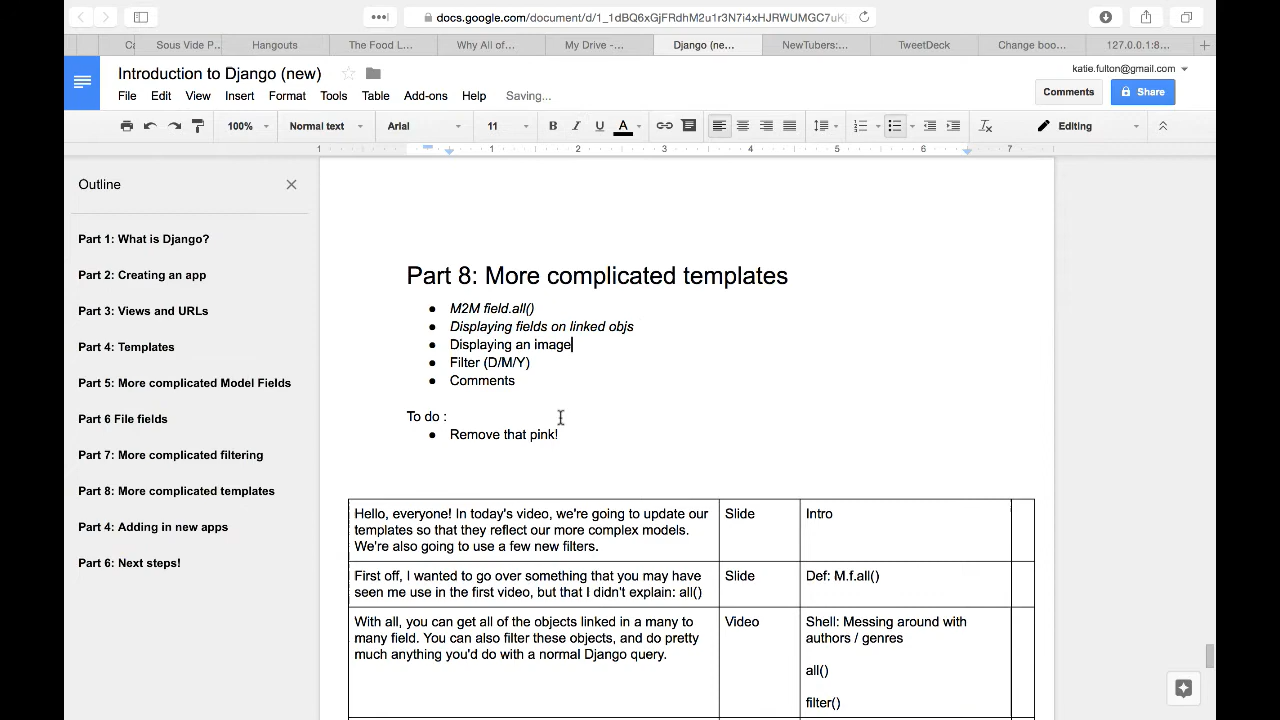 docs.google.com/document/d/1_1dBQ6xGjFRdhM2u1r3N7i4xHJRWUMGC7uK
Sous Vide P... Hangouts The Food L... Why All of... My Drive -... Django (ne... NewTubers:... TweetDeck Change boo... 127.0.0.1:8...
Introduction to Django (new)
katie.fulton@gmail.com
File Edit View Insert Format Tools Table Add-ons Help Saving...
Comments Share
100% Normal text Arial 11 B I U A Editing
1 1 2 3 4 5 6 7
Outline
Part 1: What is Django?
Part 2: Creating an app
Part 3: Views and URLs
Part 4: Templates
Part 5: More complicated Model Fields
Part 6 File fields
Part 7: More complicated filtering
Part 8: More complicated templates
Part 4: Adding in new apps
Part 6: Next steps!
Part 8: More complicated templates
● M2M field.all()
● Displaying fields on linked objs
● Displaying an image
● Filter (D/M/Y)
● Comments
To do :
● Remove that pink!
Hello, everyone! In today's video, we're going to update our
templates so that they reflect our more complex models.
We're also going to use a few new filters.
Slide
Intro
First off, I wanted to go over something that you may have
seen me use in the first video, but that I didn't explain: all()
Slide
Def: M.f.all()
With all, you can get all of the objects linked in a many to
many field. You can also filter these objects, and do pretty
much anything you'd do with a normal Django query.
Video
Shell: Messing around with
authors / genres
all()
filter()